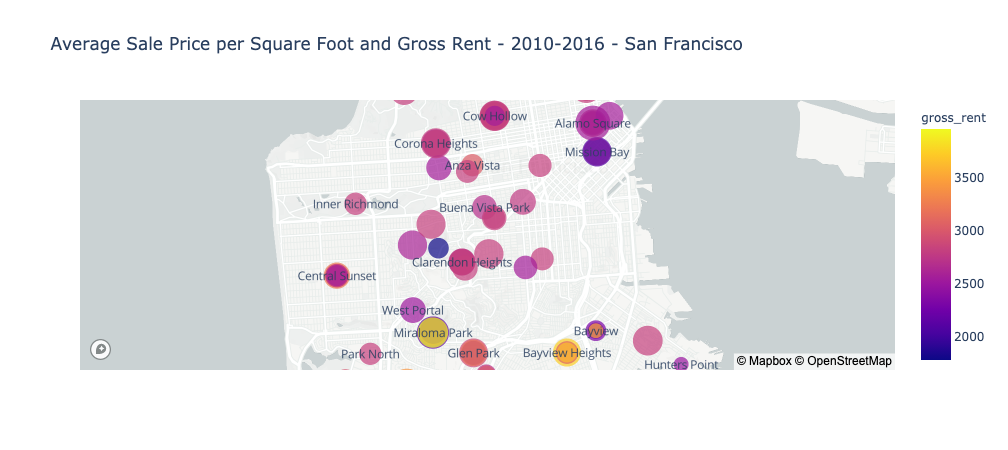 Average Sale Price per Square Foot and Gross Rent - 2010-2016 - San Francisco
gross_rent
Cow Hollow
Alamo Square
Corona Heights
Mission Bay
Anza Vista
3500
Inner Richmond
Buena Vista Park
3000
Clarendon Heights
Central Sunset
2500
West Portal
Miraloma Park
Bayview
2000
Park North
Glen Park
Bayview Heights
Hunters Point
© Mapbox © OpenStreetMap